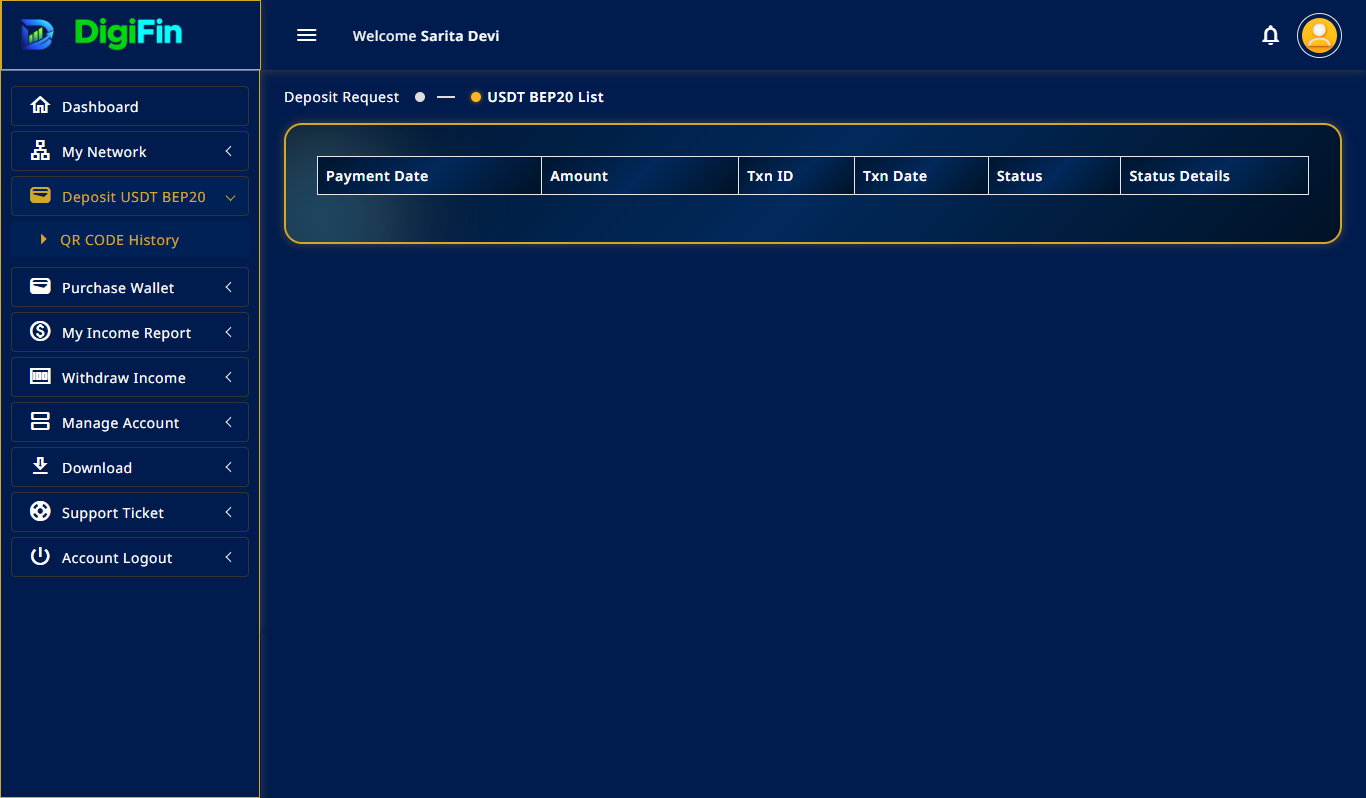 DigiFin
Welcome Sarita Devi
Deposit Request
USDT BEP20 List
Dashboard
My Network
Deposit USDT BEP20
QR CODE History
Purchase Wallet
My Income Report
Withdraw Income
Manage Account
Download
Support Ticket
Account Logout
Payment Date Amount Txn ID Txn Date Status Status Details